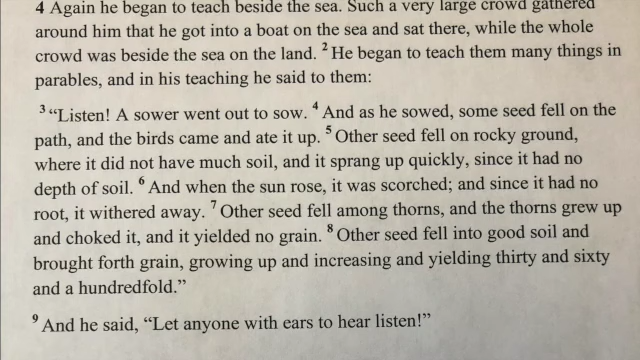 4 Again he began to teach beside the sea. Such a very large crowd gathered
around him that he got into a boat on the sea and sat there, while the whole
crowd was beside the sea on the land. 2 He began to teach them many things in
parables, and in his teaching he said to them:
3 “Listen! A sower went out to sow. 4 And as he sowed, some seed fell on the
path, and the birds came and ate it up. 5 Other seed fell on rocky ground,
where it did not have much soil, and it sprang up quickly, since it had no
depth of soil. 6 And when the sun rose, it was scorched; and since it had no
root, it withered away. 7 Other seed fell among thorns, and the thorns grew up
and choked it, and it yielded no grain. 8 Other seed fell into good soil and
brought forth grain, growing up and increasing and yielding thirty and sixty
and a hundredfold.”
9 And he said, “Let anyone with ears to hear listen!”